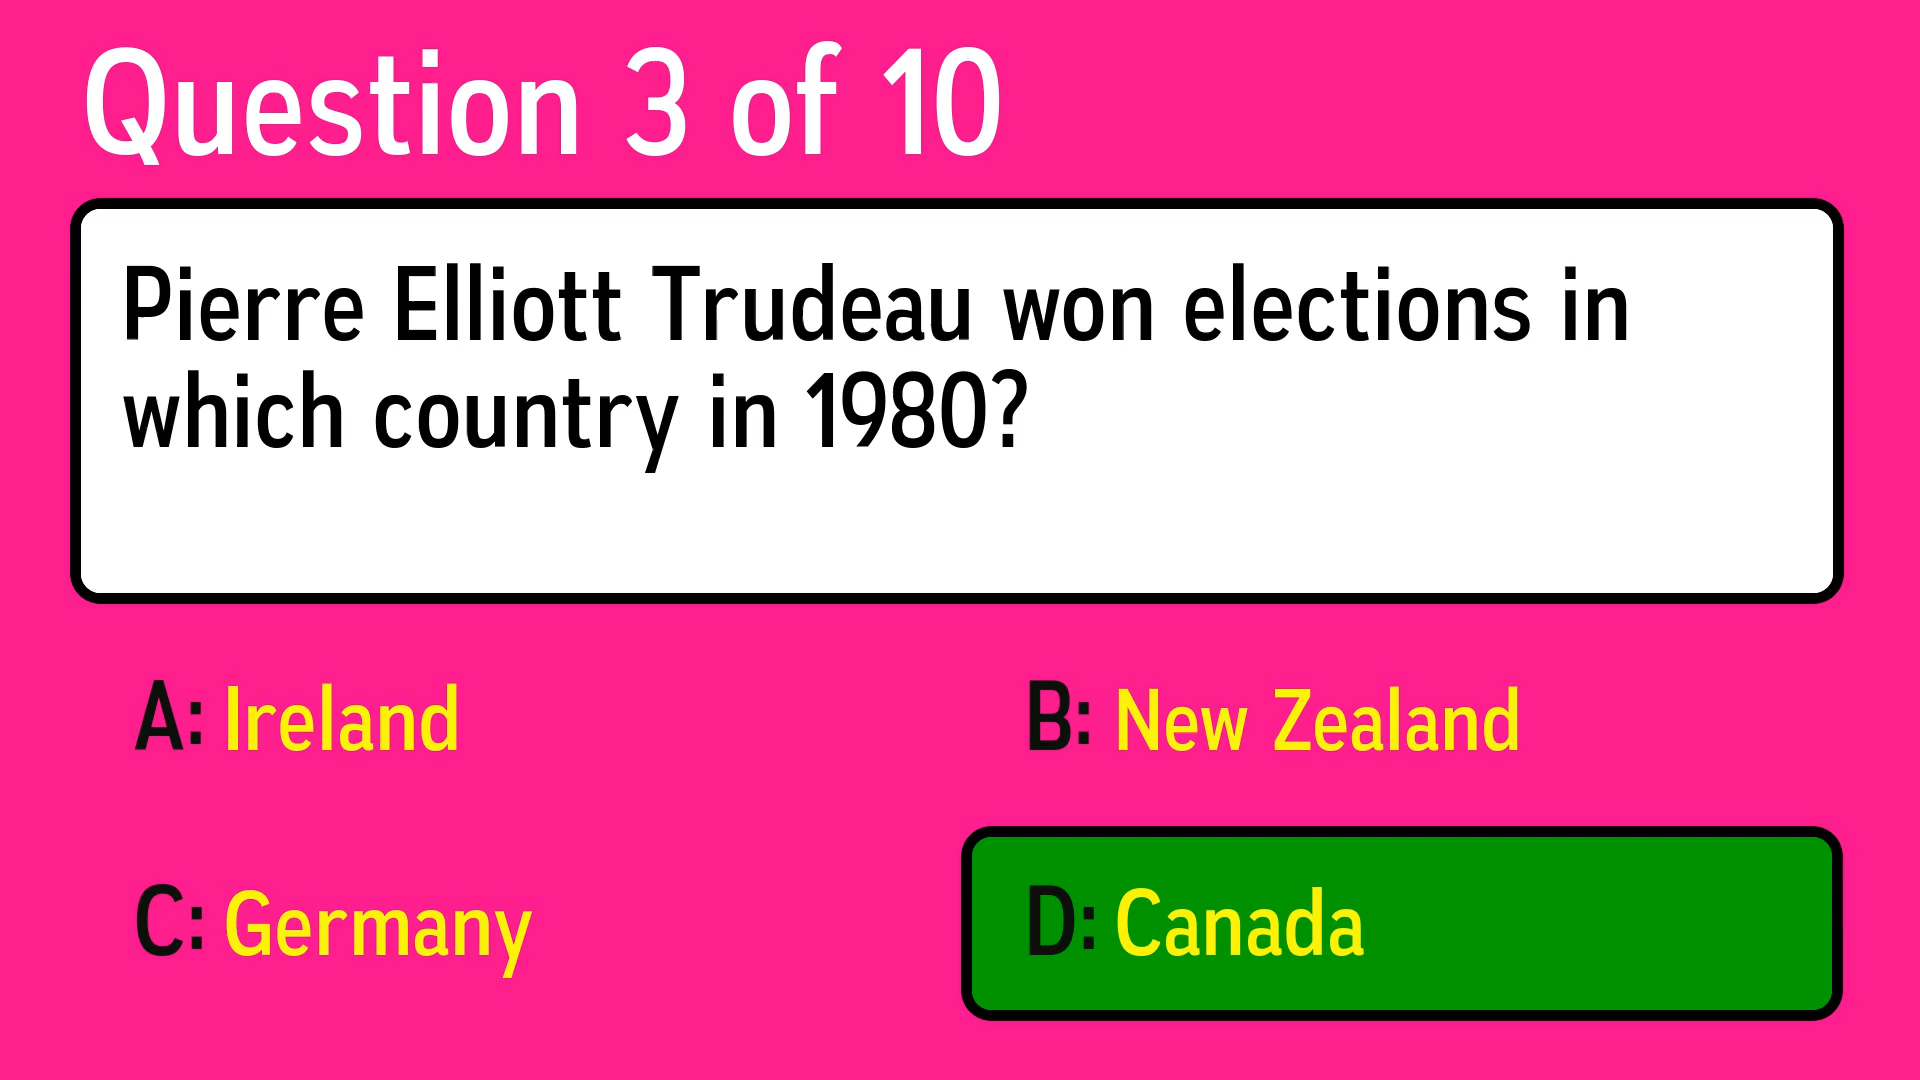 Question 3 of 10
Pierre Elliott Trudeau won elections in
which country in 1980?
A: Ireland
B: New Zealand
C: Germany
D: Canada